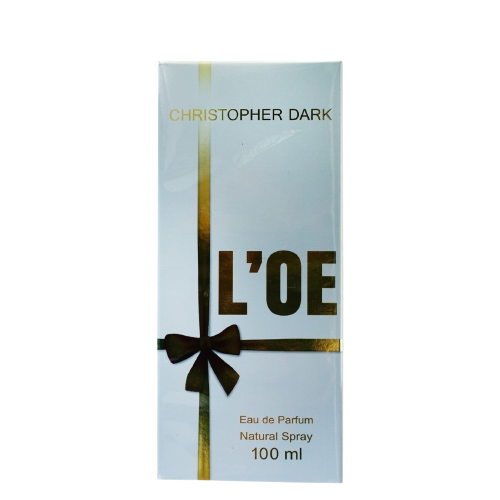 CHRISTOPHER DARK
L'OE
Eau de Parfum
Natural Spray
100 ml